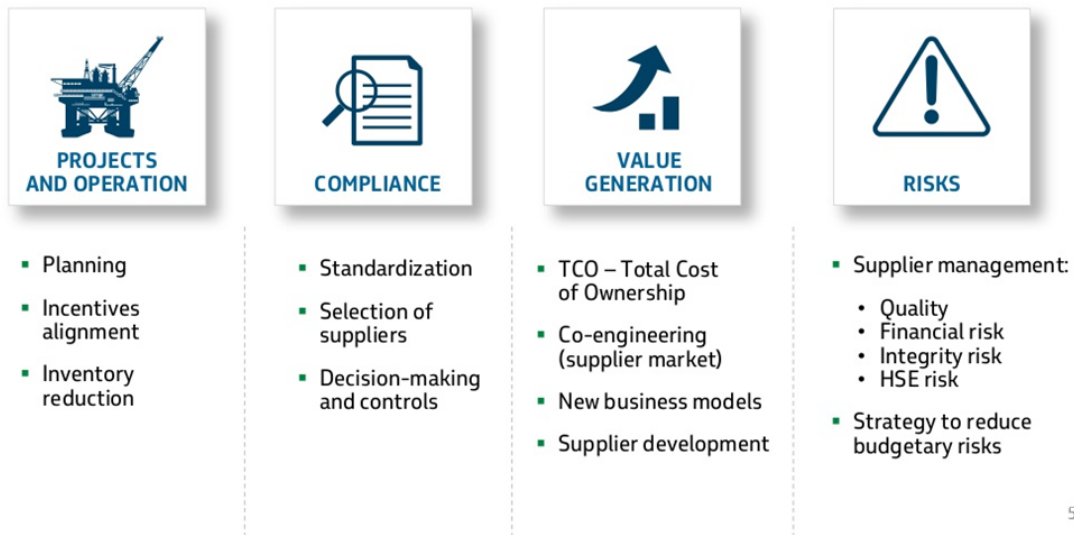 PROJECTS
AND OPERATION
▪ Planning
▪ Incentives
alignment
▪ Inventory
reduction
COMPLIANCE
▪ Standardization
▪ Selection of
suppliers
▪ Decision-making
and controls
VALUE
GENERATION
▪ TCO – Total Cost
of Ownership
▪ Co-engineering
(supplier market)
▪ New business models
▪ Supplier development
RISKS
▪ Supplier management:
• Quality
• Financial risk
• Integrity risk
• HSE risk
▪ Strategy to reduce
budgetary risks
5